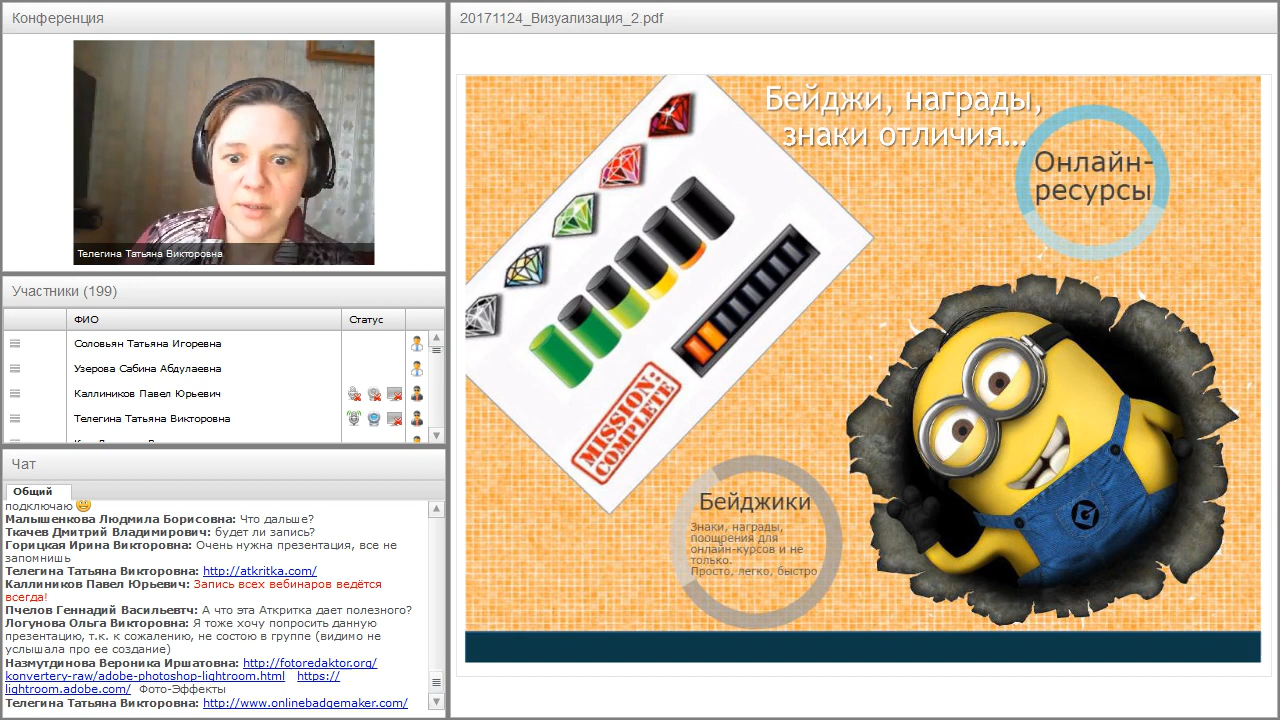 Конференция
Телегина Татьяна Викторовна
Участники (199)
ФИО
Статус
Соловьян Татьяна Игоревна
Узерова Сабина Абдулаевна
Каллиников Павел Юрьевич
Телегина Татьяна Викторовна
Чат
Общий
подключаю
Малышенкова Людмила Борисовна: Что дальше?
Ткачев Дмитрий Владимирович: будет ли запись?
Горицкая Ирина Викторовна: Очень нужна презентация, все не
запомнишь
Телегина Татьяна Викторовна: http://atkritka.com/
Каллиников Павел Юрьевич: Запись всех вебинаров ведётся
всегда!
Пчелов Геннадий Васильевтч: А что эта Аткритка дает полезного?
Логунова Ольга Викторовна: Я тоже хочу попросить данную
презентацию, т.к. к сожалению, не состою в группе (видимо не
услышала про ее создание)
Назмутдинова Вероника Иршатовна: http://fotoredaktor.org/
konvertery-raw/adobe-photoshop-lightroom.html https://
lightroom.adobe.com/ Фото-Эффекты
Телегина Татьяна Викторовна: http://www.onlinebadgemaker.com/
20171124_Визуализация_2.pdf
Бейджи, награды,
знаки отличия...
Онлайн-
ресурсы
MISSION:
COMPLETE
Бейджики
Знаки, награды,
поощрения для
онлайн-курсов и не
только.
Просто, легко, быстро